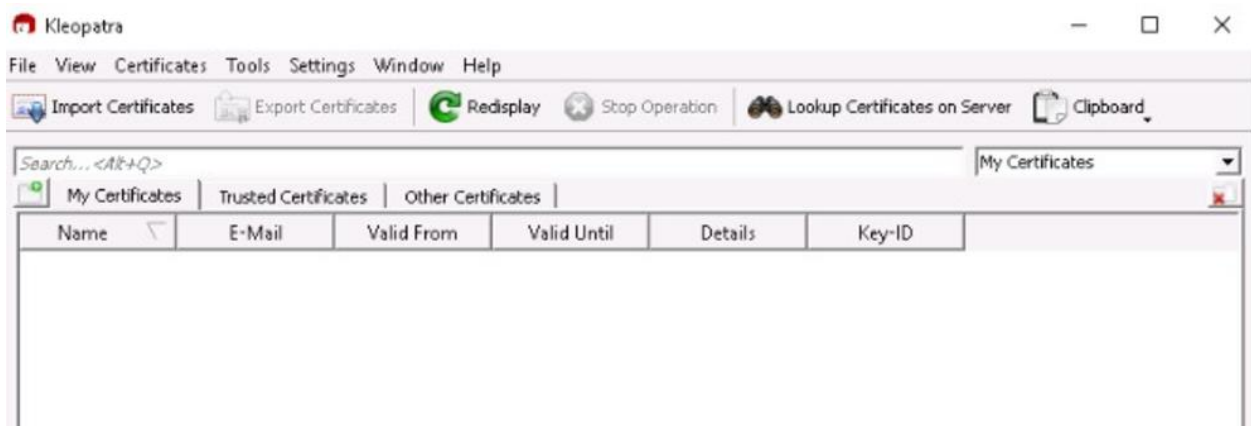 Kleopatra
File View Certificates Tools Settings Window Help
Import Certificates Export Certificates Redisplay Stop Operation Lookup Certificates on Server Clipboard
Search...<Alt+Q> My Certificates
My Certificates Trusted Certificates Other Certificates
Name E-Mail Valid From Valid Until Details Key-ID